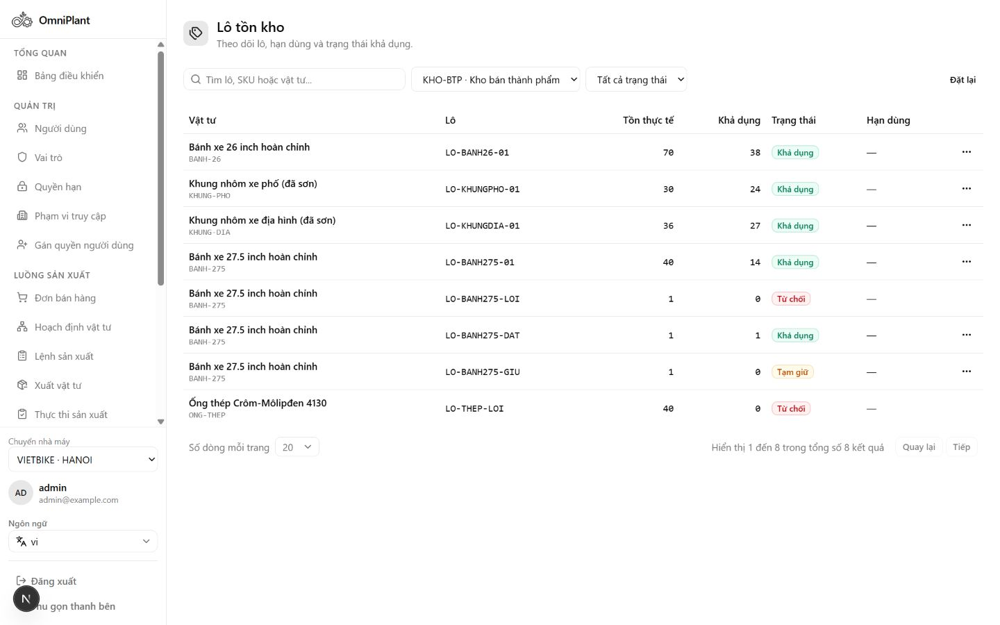 OmniPlant
TỔNG QUAN
Bảng điều khiển
QUẢN TRỊ
Người dùng
Vai trò
Quyền hạn
Phạm vi truy cập
Gán quyền người dùng
LUỒNG SẢN XUẤT
Đơn bán hàng
Hoạch định vật tư
Lệnh sản xuất
Xuất vật tư
Thực thi sản xuất
Chuyển nhà máy
VIETBIKE · HANOI
AD
admin
admin@example.com
Ngôn ngữ
vi
Đăng xuất
N
hu gọn thanh bên
Lô tồn kho
Theo dõi lô, hạn dùng và trạng thái khả dụng.
Tìm lô, SKU hoặc vật tư... KHO-BTP · Kho bán thành phẩm Tất cả trạng thái Đặt lại
Vật tư Lô Tồn thực tế Khả dụng Trạng thái Hạn dùng
Bánh xe 26 inch hoàn chỉnh
BANH-26
LO-BANH26-01 70 38 Khả dụng — ···
Khung nhôm xe phố (đã sơn)
KHUNG-PHO
LO-KHUNGPHO-01 30 24 Khả dụng — ···
Khung nhôm xe địa hình (đã sơn)
KHUNG-DIA
LO-KHUNGDIA-01 36 27 Khả dụng — ···
Bánh xe 27.5 inch hoàn chỉnh
BANH-275
LO-BANH275-01 40 14 Khả dụng — ···
Bánh xe 27.5 inch hoàn chỉnh
BANH-275
LO-BANH275-LOI 1 0 Từ chối —
Bánh xe 27.5 inch hoàn chỉnh
BANH-275
LO-BANH275-DAT 1 1 Khả dụng — ···
Bánh xe 27.5 inch hoàn chỉnh
BANH-275
LO-BANH275-GIU 1 0 Tạm giữ — ···
Ống thép Crôm-Môlipđen 4130
ONG-THEP
LO-THEP-LOI 40 0 Từ chối —
Số dòng mỗi trang 20 Hiển thị 1 đến 8 trong tổng số 8 kết quả Quay lại Tiếp